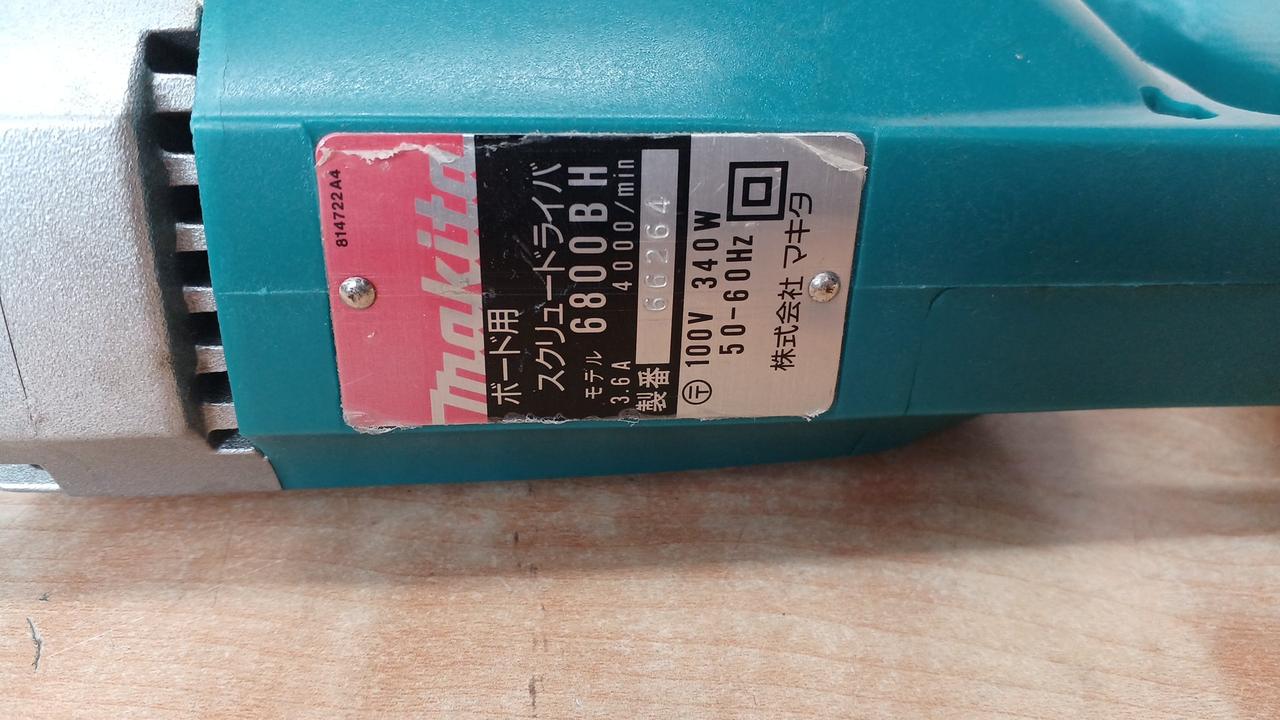 814722A4
makita
ボード用
スクリュードライバ
モデル 6800BH
3.6A 4000/min
製番 66264
〒 100V 340W
50-60Hz
株式会社 マキタ